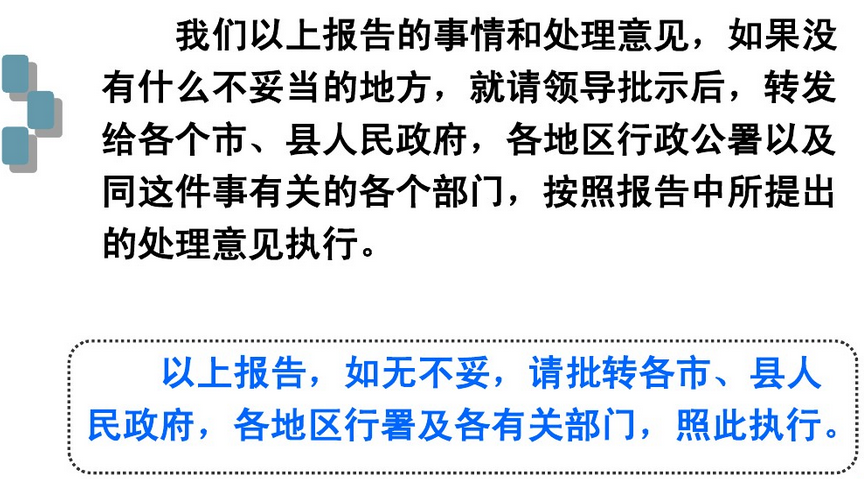 我们以上报告的事情和处理意见，如果没
有什么不妥当的地方，就请领导批示后，转发
给各个市、县人民政府，各地区行政公署以及
同这件事有关的各个部门，按照报告中所提出
的处理意见执行。
以上报告，如无不妥，请批转各市、县人
民政府，各地区行署及各有关部门，照此执行。